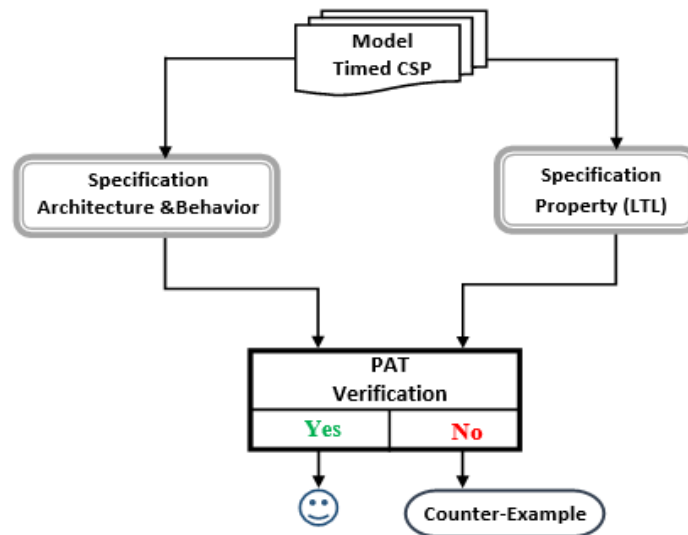 Model
Timed CSP
Specification
Architecture &Behavior
Specification
Property (LTL)
PAT
Verification
Yes
No
Counter-Example